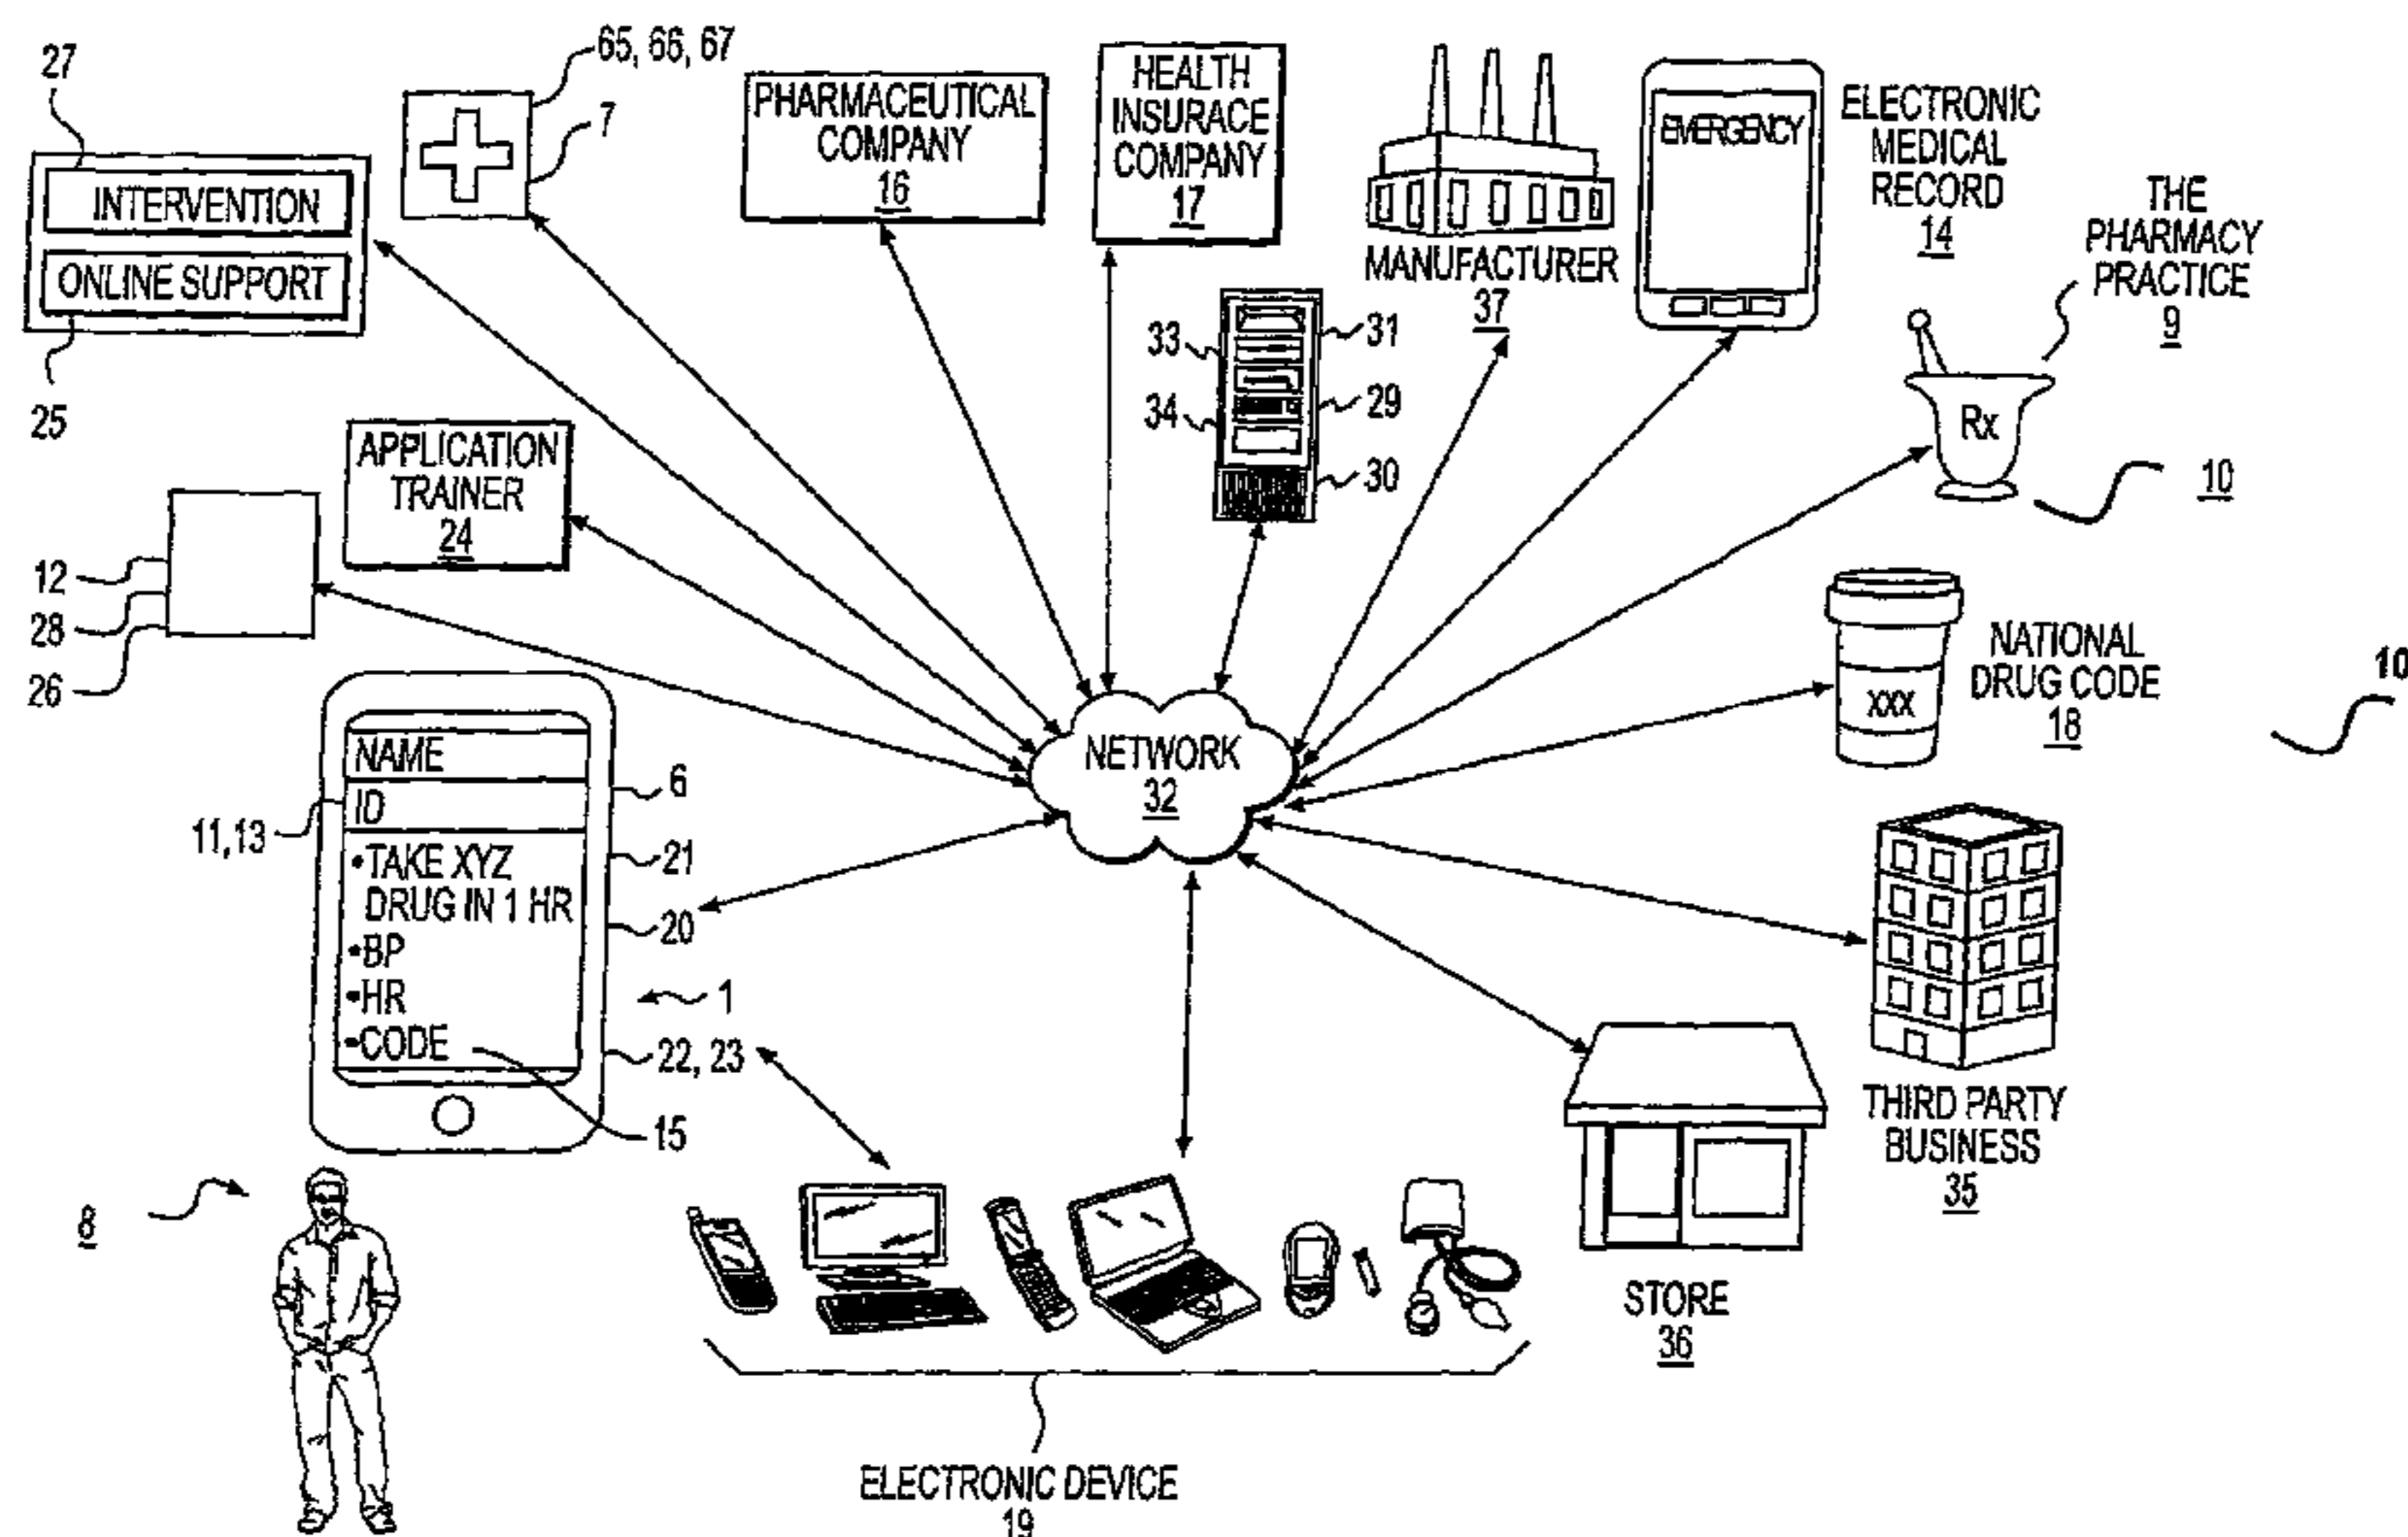 27
INTERVENTION
ONLINE SUPPORT
25
65, 66, 67
7
PHARMACEUTICAL
COMPANY
16
HEALTH
INSURACE
COMPANY
17
MANUFACTURER
37
EMERGENCY
ELECTRONIC
MEDICAL
RECORD
14
THE
PHARMACY
PRACTICE
9
Rx
10
33
34
31
29
30
APPLICATION
TRAINER
24
12
28
26
NATIONAL
DRUG CODE
18
XXX
10
NETWORK
32
NAME
ID
•TAKE XYZ
DRUG IN 1 HR
•BP
•HR
•CODE
11,13
6
21
20
1
22, 23
15
8
THIRD PARTY
BUSINESS
35
STORE
36
ELECTRONIC DEVICE
19